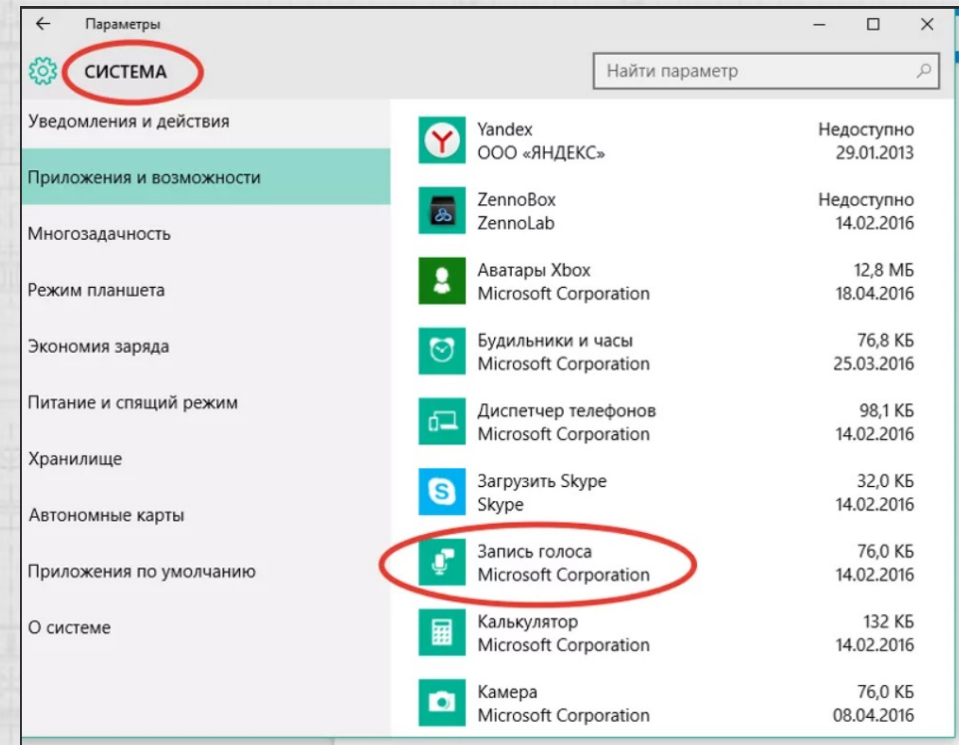 Параметры
СИСТЕМА
Найти параметр
Уведомления и действия
Приложения и возможности
Многозадачность
Режим планшета
Экономия заряда
Питание и спящий режим
Хранилище
Автономные карты
Приложения по умолчанию
О системе
Yandex Недоступно
ООО «ЯНДЕКС» 29.01.2013
ZennoBox Недоступно
ZennoLab 14.02.2016
Аватары Xbox 12,8 МБ
Microsoft Corporation 18.04.2016
Будильники и часы 76,8 КБ
Microsoft Corporation 25.03.2016
Диспетчер телефонов 98,1 КБ
Microsoft Corporation 14.02.2016
Загрузить Skype 32,0 КБ
Skype 14.02.2016
Запись голоса 76,0 КБ
Microsoft Corporation 14.02.2016
Калькулятор 132 КБ
Microsoft Corporation 14.02.2016
Камера 76,0 КБ
Microsoft Corporation 08.04.2016